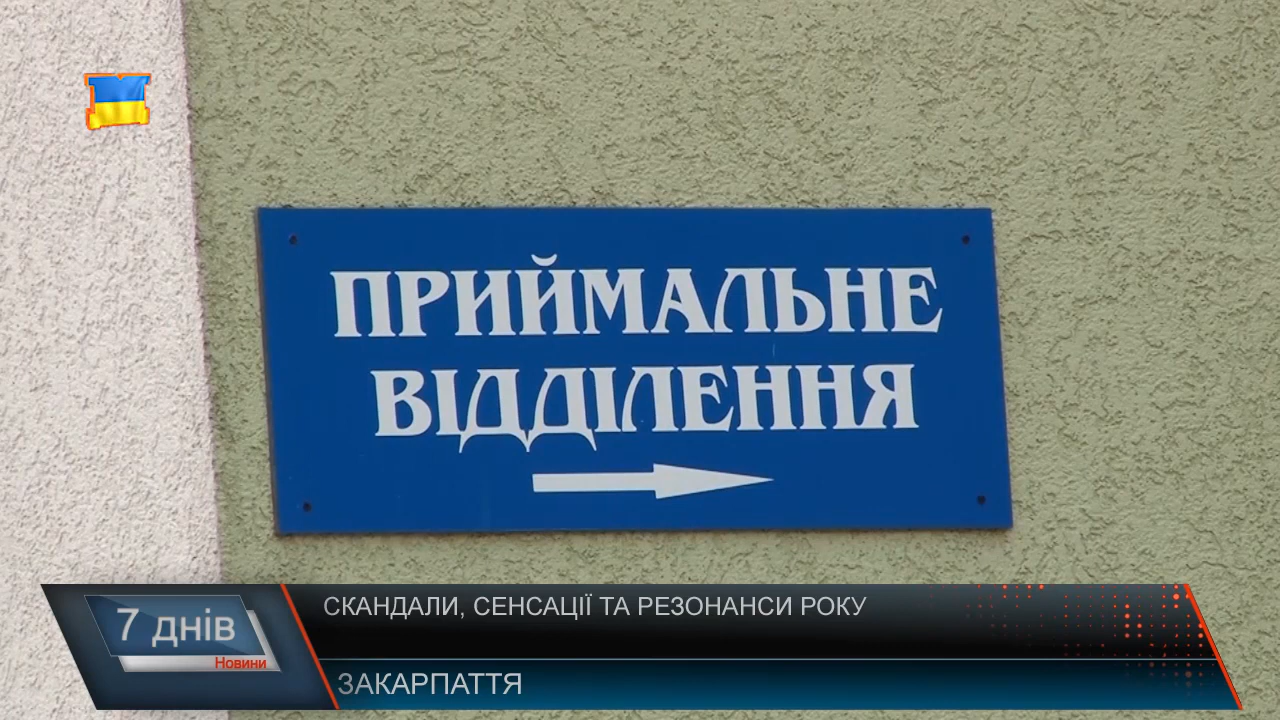 ПРИЙМАЛЬНЕ
ВІДДІЛЕННЯ
СКАНДАЛИ, СЕНСАЦІЇ ТА РЕЗОНАНСИ РОКУ
7 днів
Новини
ЗАКАРПАТТЯ